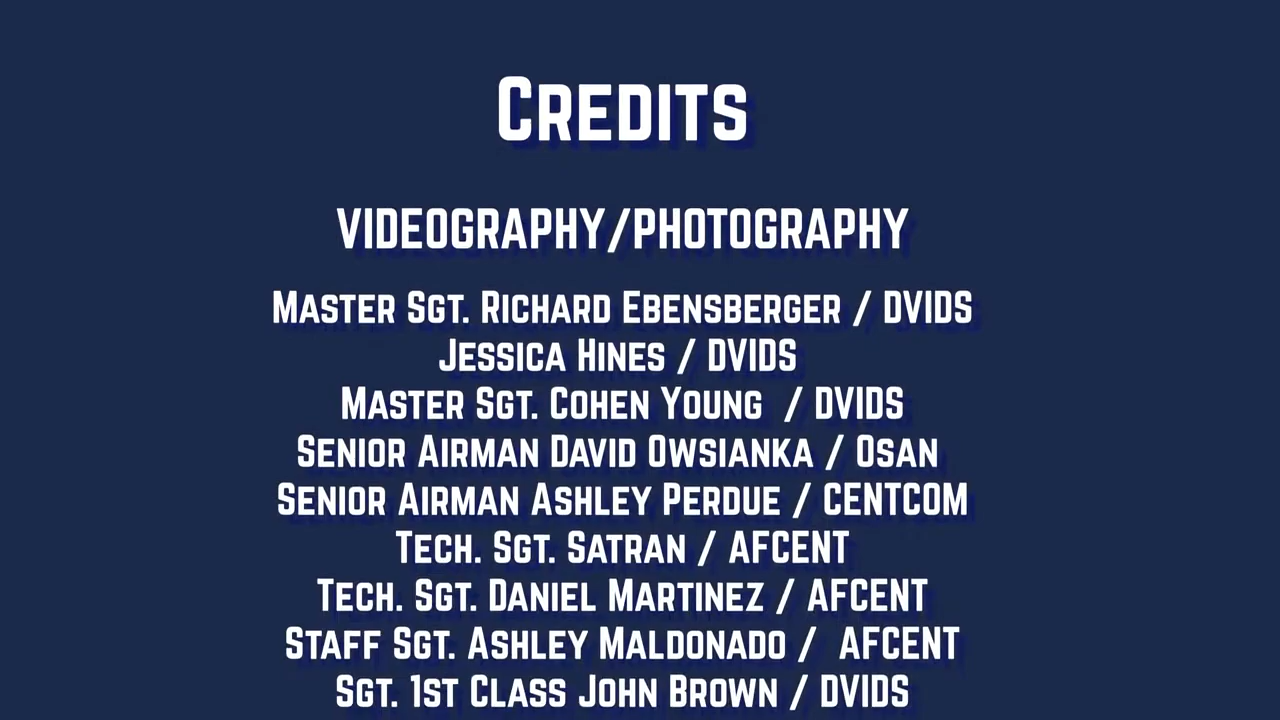 Credits
VIDEOGRAPHY/PHOTOGRAPHY
Master Sgt. Richard Ebensberger / DVIDS
Jessica Hines / DVIDS
Master Sgt. Cohen Young / DVIDS
Senior Airman David Owsianka / Osan
Senior Airman Ashley Perdue / CENTCOM
Tech. Sgt. Satran / AFCENT
Tech. Sgt. Daniel Martinez / AFCENT
Staff Sgt. Ashley Maldonado / AFCENT
Sgt. 1st Class John Brown / DVIDS